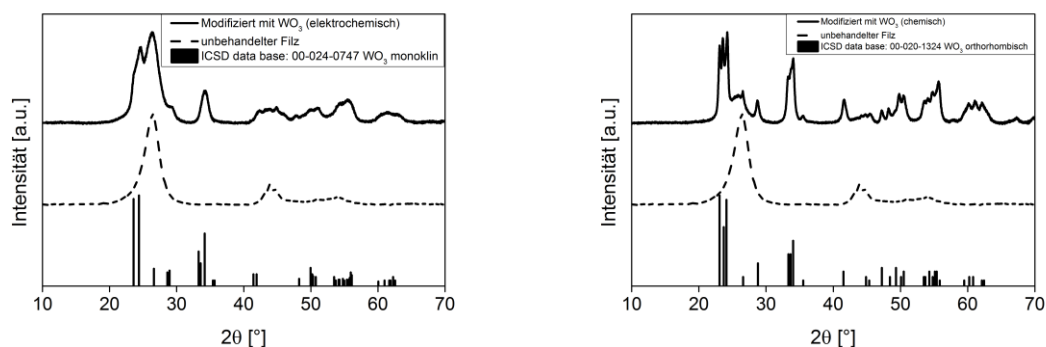 Modifiziert mit WO₃ (elektrochemisch)
unbehandelter Filz
ICSD data base: 00-024-0747 WO₃ monoklin
Intensität [a.u.]
10 20 30 40 50 60 70
2θ [°]
Modifiziert mit WO₃ (chemisch)
unbehandelter Filz
ICSD data base: 00-020-1324 WO₃ orthorhombisch
Intensität [a.u.]
10 20 30 40 50 60 70
2θ [°]